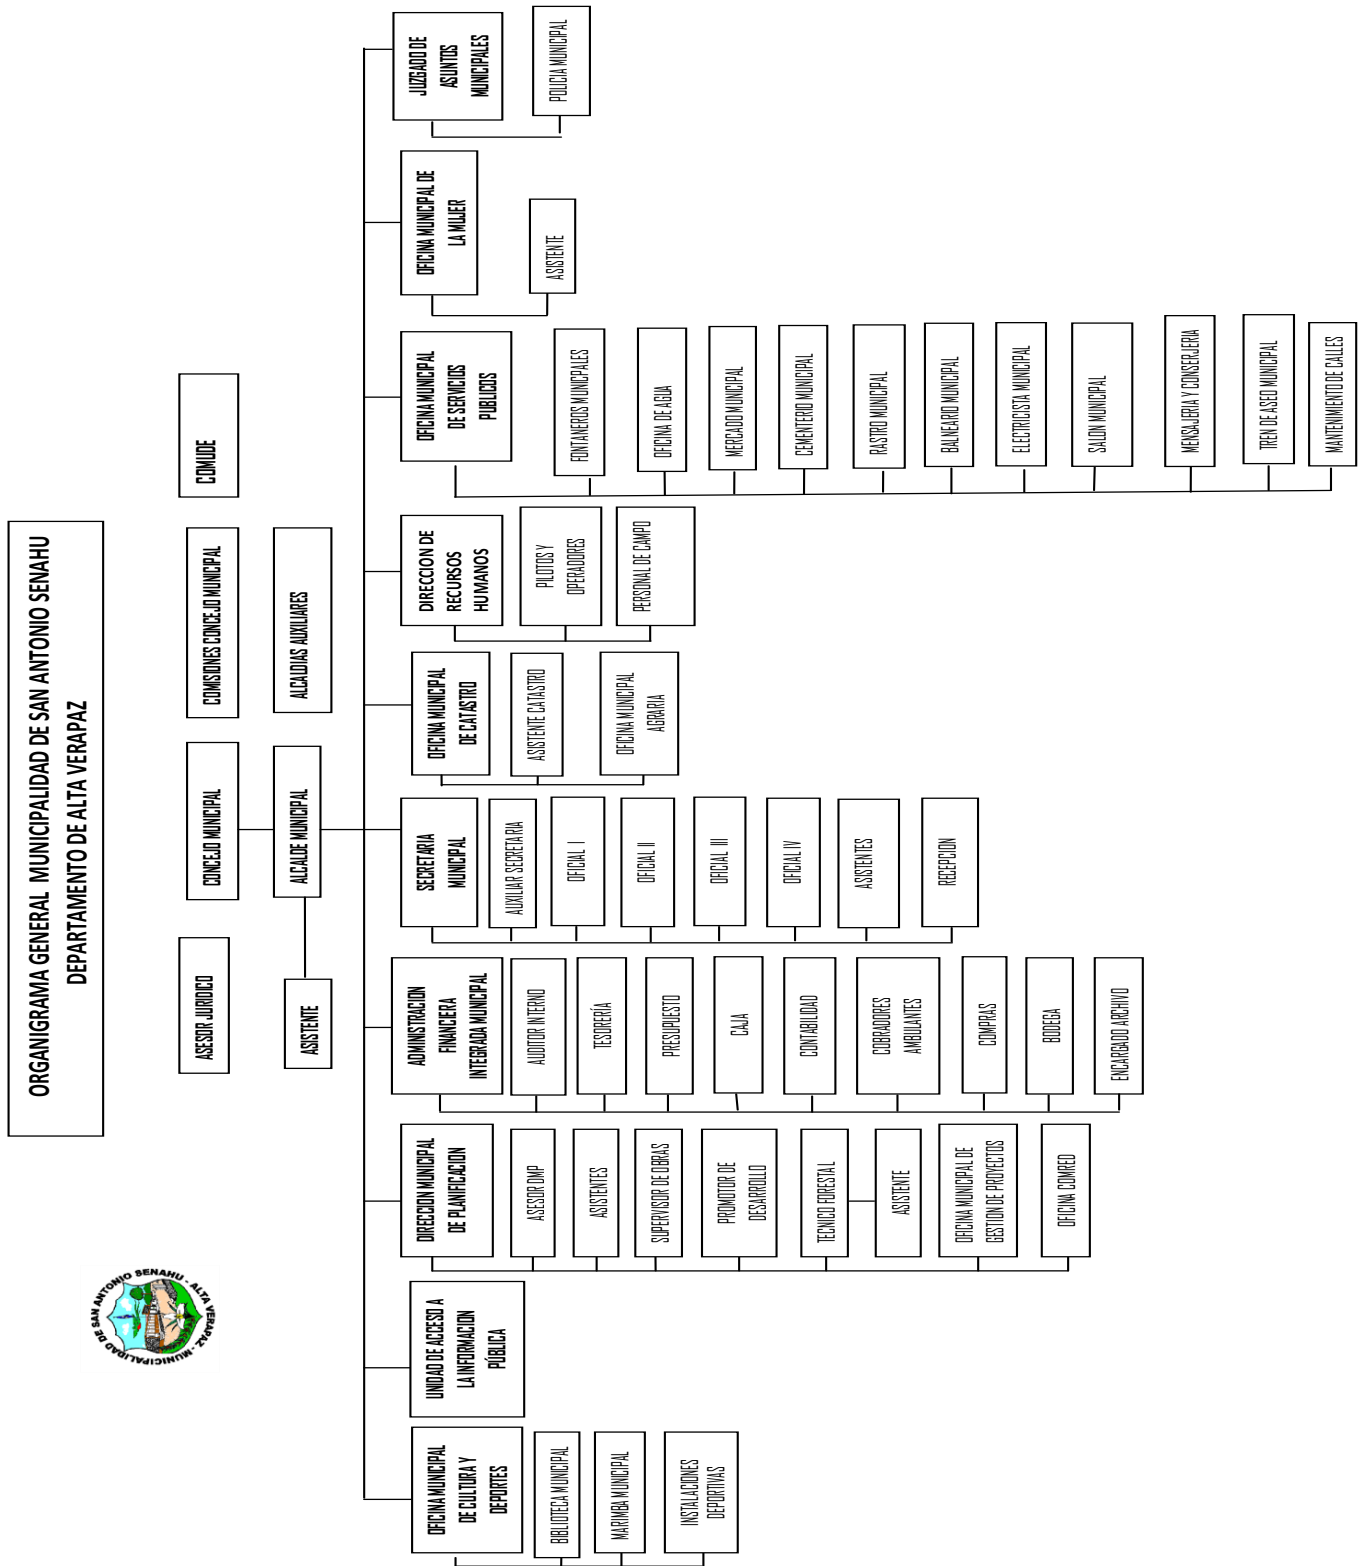 ORGANIGRAMA GENERAL MUNICIPALIDAD DE SAN ANTONIO SENAHU
DEPARTAMENTO DE ALTA VERAPAZ
MUNICIPALIDAD DE SAN ANTONIO SENAHU - ALTA VERAPAZ -
ASESOR JURIDICO
CONCEJO MUNICIPAL
COMISIONES CONCEJO MUNICIPAL
COMUDE
ASISTENTE
ALCALDE MUNICIPAL
ALCALDIAS AUXILIARES
OFICINA MUNICIPAL
DE CULTURA Y
DEPORTES
BIBLIOTECA MUNICIPAL
MARIMBA MUNICIPAL
INSTALACIONES
DEPORTIVAS
UNIDAD DE ACCESO A
LA INFORMACION
PÚBLICA
DIRECCION MUNICIPAL
DE PLANIFICACION
ASESOR DMP
ASISTENTES
SUPERVISOR DE OBRAS
PROMOTOR DE
DESARROLLO
TECNICO FORESTAL
ASISTENTE
OFICINA MUNICIPAL DE
GESTION DE PROYECTOS
OFICINA COMRED
ADMINISTRACION
FINANCIERA
INTEGRADA MUNICIPAL
AUDITOR INTERNO
TESORERÍA
PRESUPUESTO
CAJA
CONTABILIDAD
COBRADORES
AMBULANTES
COMPRAS
BODEGA
ENCARGADO ARCHIVO
SECRETARIA
MUNICIPAL
AUXILIAR SECRETARIA
OFICIAL I
OFICIAL II
OFICIAL III
OFICIAL IV
ASISTENTES
RECEPCION
OFICINA MUNICIPAL
DE CATASTRO
ASISTENTE CATASTRO
OFICINA MUNICIPAL
AGRARIA
DIRECCION DE
RECURSOS
HUMANOS
PILOTOS Y
OPERADORES
PERSONAL DE CAMPO
OFICINA MUNICIPAL
DE SERVICIOS
PUBLICOS
FONTANEROS MUNICPALES
OFICINA DE AGUA
MERCADO MUNICIPAL
CEMENTERIO MUNICIPAL
RASTRO MUNICIPAL
BALNEARIO MUNICIPAL
ELECTRICISTA MUNICIPAL
SALON MUNICIPAL
MENSAJERIA Y CONSERJERIA
TREN DE ASEO MUNICIPAL
MANTENIMIENTO DE CALLES
OFICINA MUNICIPAL DE
LA MUJER
ASISTENTE
JUZGADO DE
ASUNTOS
MUNICIPALES
POLICIA MUNICIPAL